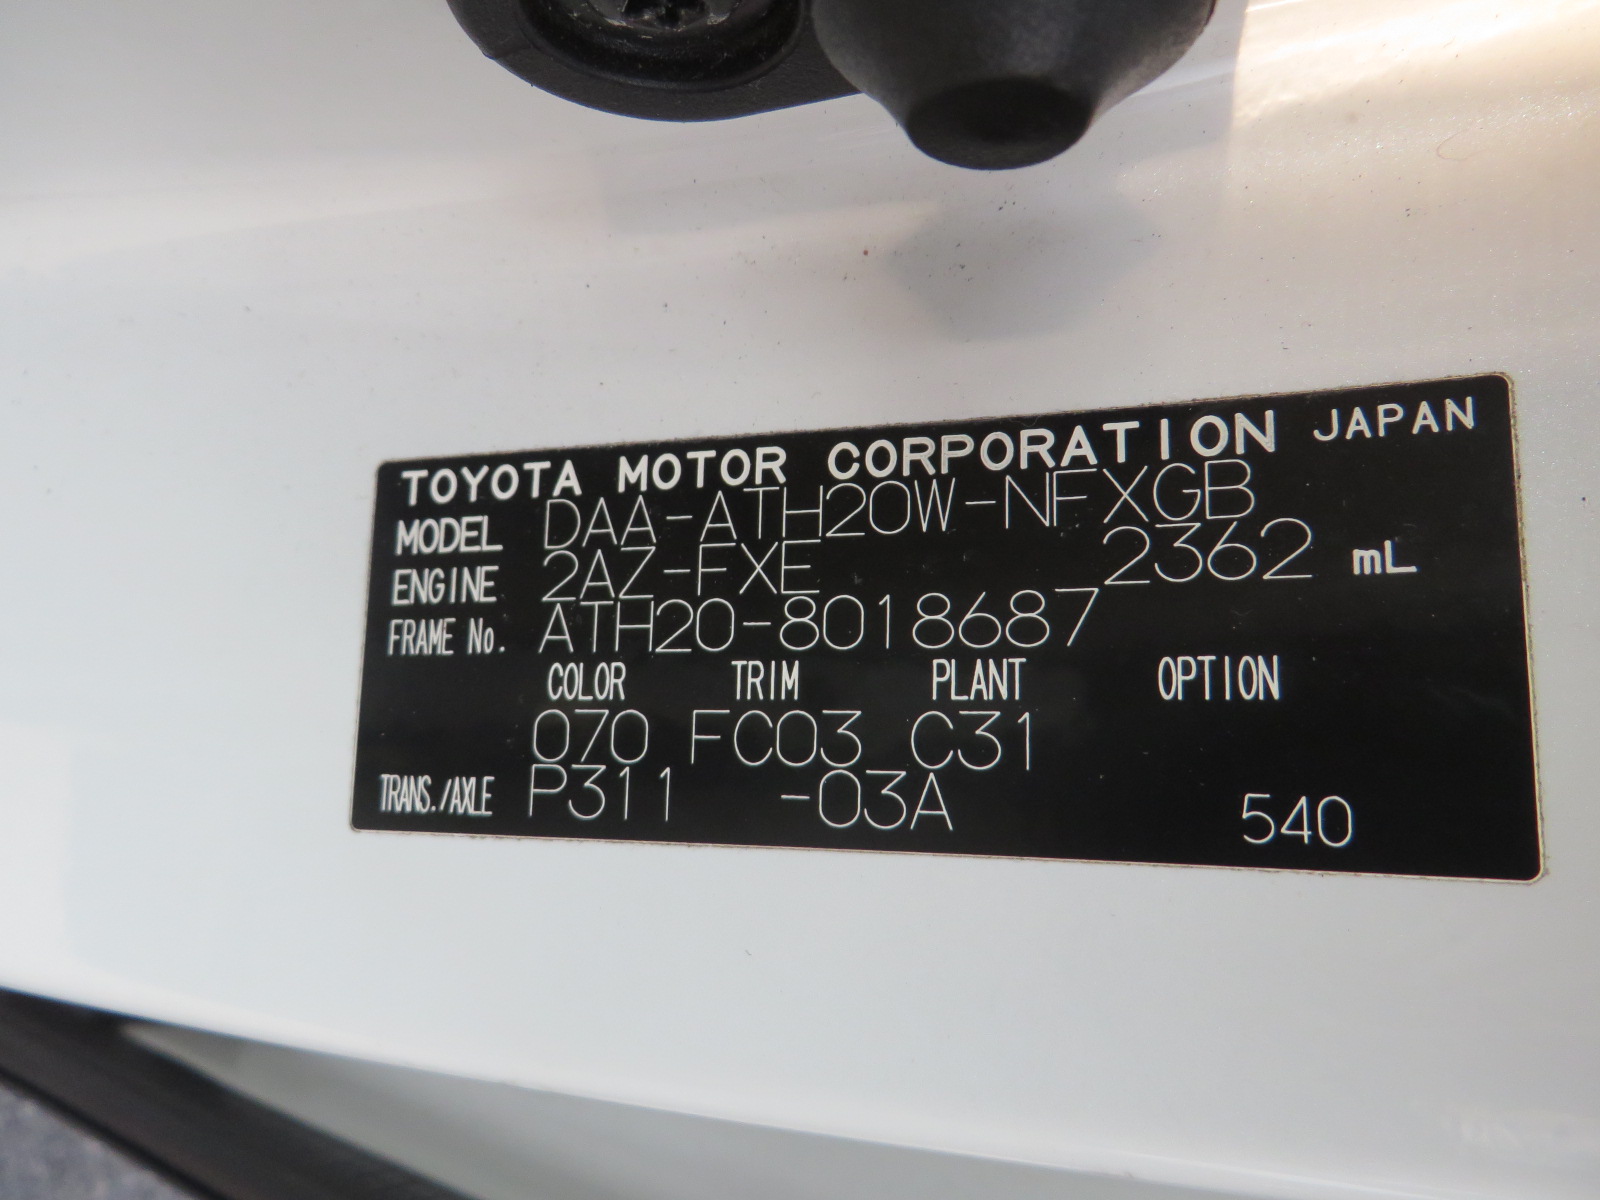 TOYOTA MOTOR CORPORATION JAPAN
MODEL DAA-ATH20W-NFXGB
ENGINE 2AZ-FXE 2362 mL
FRAME No. ATH20-8018687
COLOR TRIM PLANT OPTION
070 FC03 C31
TRANS./AXLE P311 -03A 540